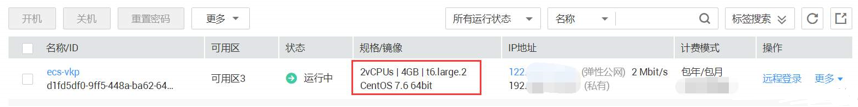 开机
关机
重置密码
更多
所有运行状态
名称
标签搜索
名称/ID
可用区
状态
规格/镜像
IP地址
计费模式
操作
ecs-vkp
d1fd5df0-9ff5-448a-ba62-64...
可用区3
运行中
2vCPUs | 4GB | t6.large.2
CentOS 7.6 64bit
122. (弹性公网) 2 Mbit/s
192. (私有)
包年/包月
远程登录
更多